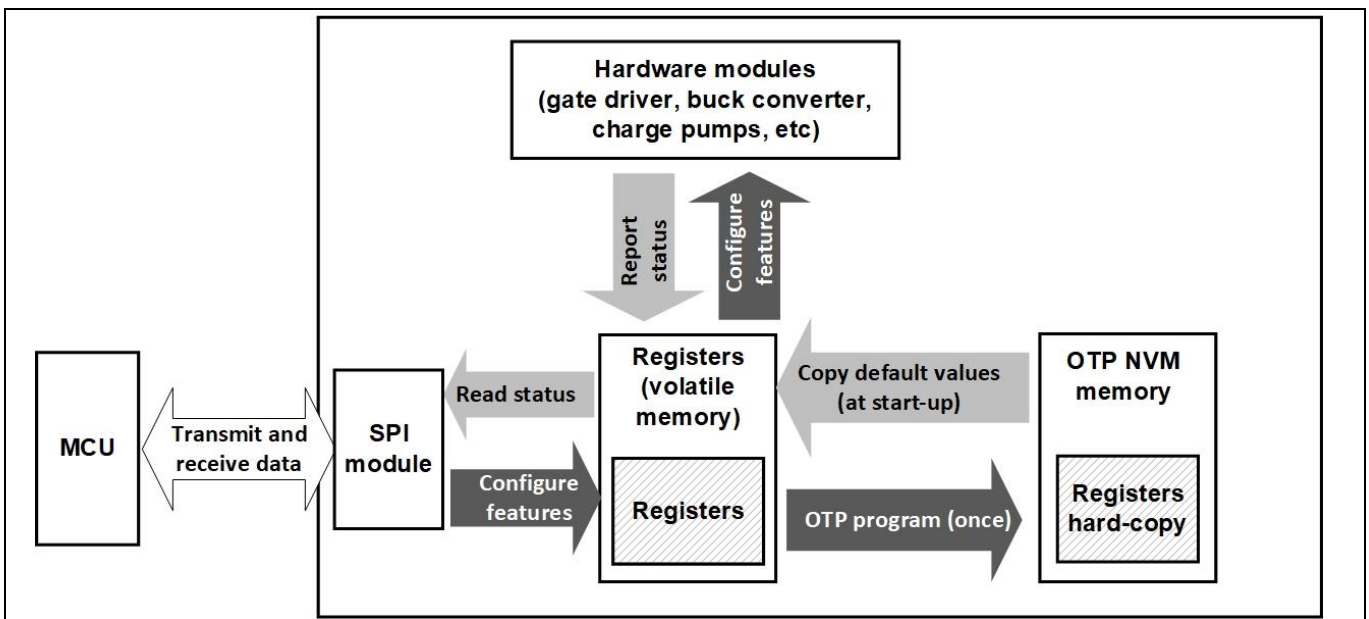 Hardware modules
(gate driver, buck converter,
charge pumps, etc)
Report
status
Configure
features
MCU
Transmit and
receive data
SPI
module
Read status
Configure
features
Registers
(volatile
memory)
Registers
Copy default values
(at start-up)
OTP program (once)
OTP NVM
memory
Registers
hard-copy